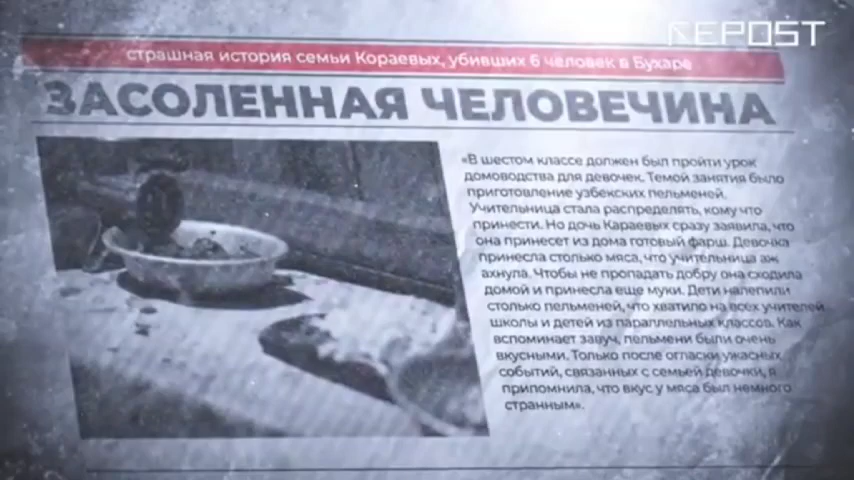 REPOST
страшная история семьи Кораевых, убивших 6 человек в Бухаре
ЗАСОЛЕННАЯ ЧЕЛОВЕЧИНА
«В шестом классе должен был пройти урок
домоводства для девочек. Темой занятия было
приготовление узбекских пельменей.
Учительница стала распределять, кому что
принести. Но дочь Караевых сразу заявила, что
она принесет из дома готовый фарш. Девочка
принесла столько мяса, что учительница аж
ахнула. Чтобы не пропадать добру она сходила
домой и принесла еще муки. Дети налепили
столько пельменей, что хватило на всех учителей
школы и детей из параллельных классов. Как
вспоминает завуч, пельмени были очень
вкусными. Только после огласки ужасных
событий, связанных с семьей девочки, я
припомнила, что вкус у мяса был немного
странным».